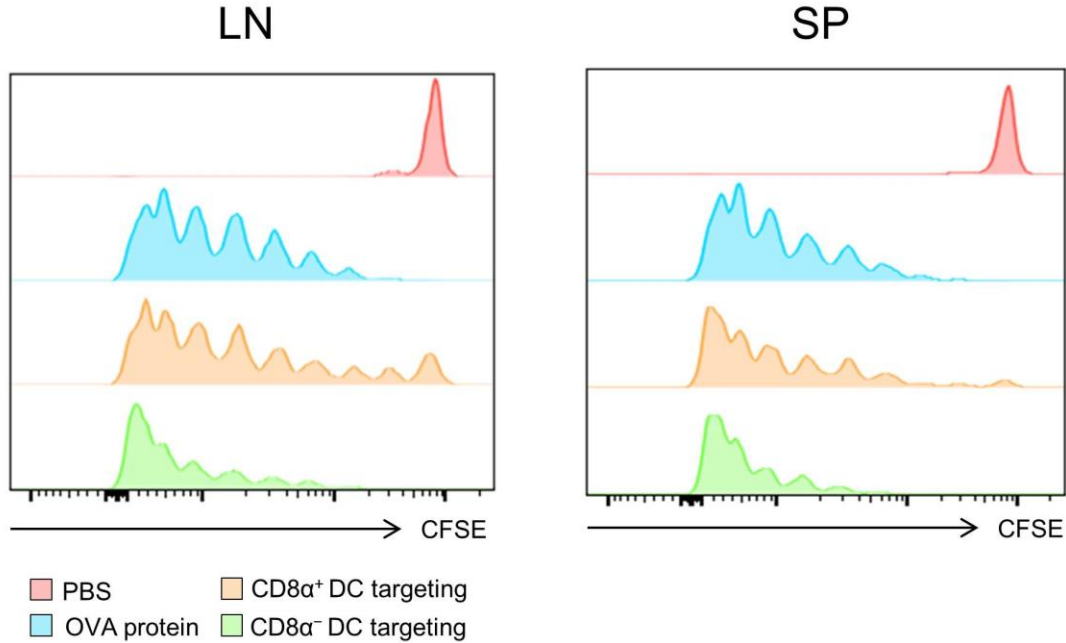 LN
SP
CFSE
CFSE
PBS
CD8α⁺ DC targeting
OVA protein
CD8α⁻ DC targeting